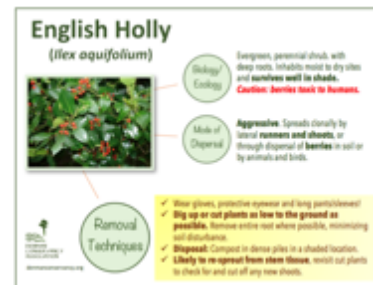 English Holly
(Ilex aquifolium)
Biology/
Ecology
Evergreen, perennial shrub, with
deep roots. Inhabits moist to dry sites
and survives well in shade.
Caution: berries toxic to humans.
Mode of
Dispersal
Aggressive: Spreads clonally by
lateral runners and shoots, or
through dispersal of berries in soil or
by animals and birds.
Removal
Techniques
✓ Wear gloves, protective eyewear and long pants/sleeves!
✓ Dig up or cut plants as low to the ground as
possible. Remove entire root where possible, minimizing
soil disturbance.
✓ Disposal: Compost in dense piles in a shaded location.
✓ Likely to re-sprout from stem tissue, revisit cut plants
to check for and cut off any new shoots.